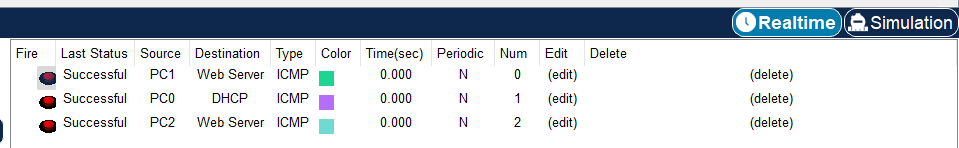 Realtime Simulation
Fire Last Status Source Destination Type Color Time(sec) Periodic Num Edit Delete
Successful PC1 Web Server ICMP 0.000 N 0 (edit) (delete)
Successful PC0 DHCP ICMP 0.000 N 1 (edit) (delete)
Successful PC2 Web Server ICMP 0.000 N 2 (edit) (delete)